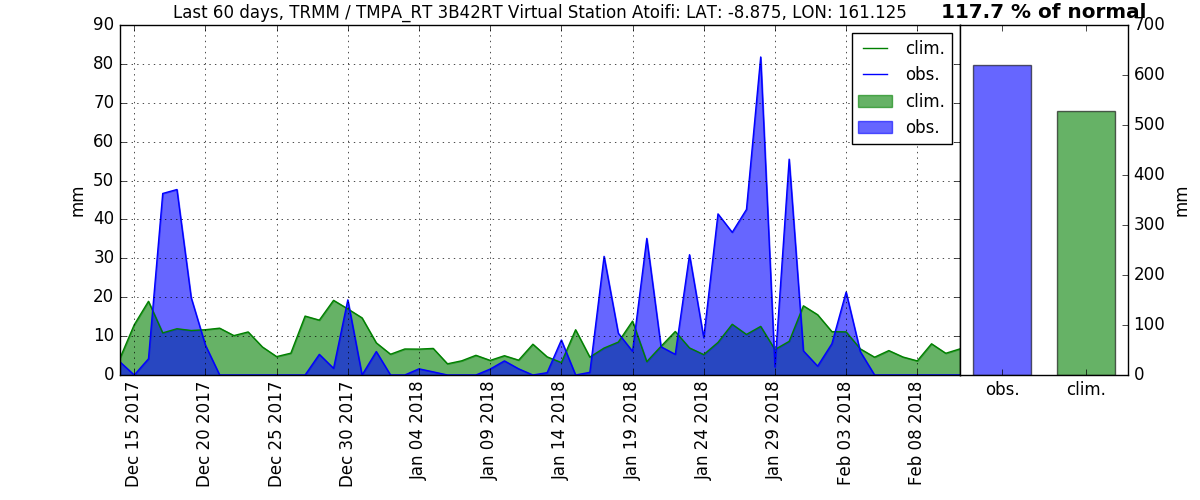 Last 60 days, TRMM / TMPA_RT 3B42RT Virtual Station Atoifi: LAT: -8.875, LON: 161.125
117.7 % of normal
90
80
70
60
50
40
30
20
10
0
mm
clim.
obs.
clim.
obs.
700
600
500
400
300
200
100
0
mm
Dec 15 2017
Dec 20 2017
Dec 25 2017
Dec 30 2017
Jan 04 2018
Jan 09 2018
Jan 14 2018
Jan 19 2018
Jan 24 2018
Jan 29 2018
Feb 03 2018
Feb 08 2018
obs.
clim.